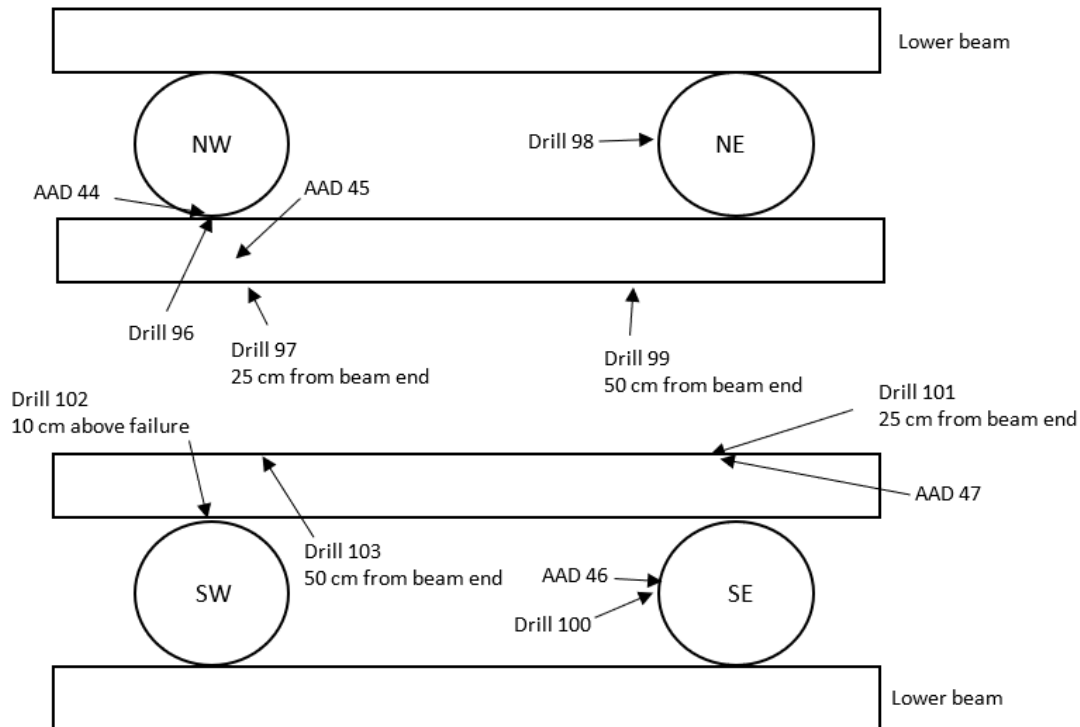 Lower beam
NW
Drill 98
NE
AAD 44
AAD 45
Drill 96
Drill 97
25 cm from beam end
Drill 99
50 cm from beam end
Drill 102
10 cm above failure
Drill 101
25 cm from beam end
AAD 47
Drill 103
50 cm from beam end
AAD 46
SW
SE
Drill 100
Lower beam